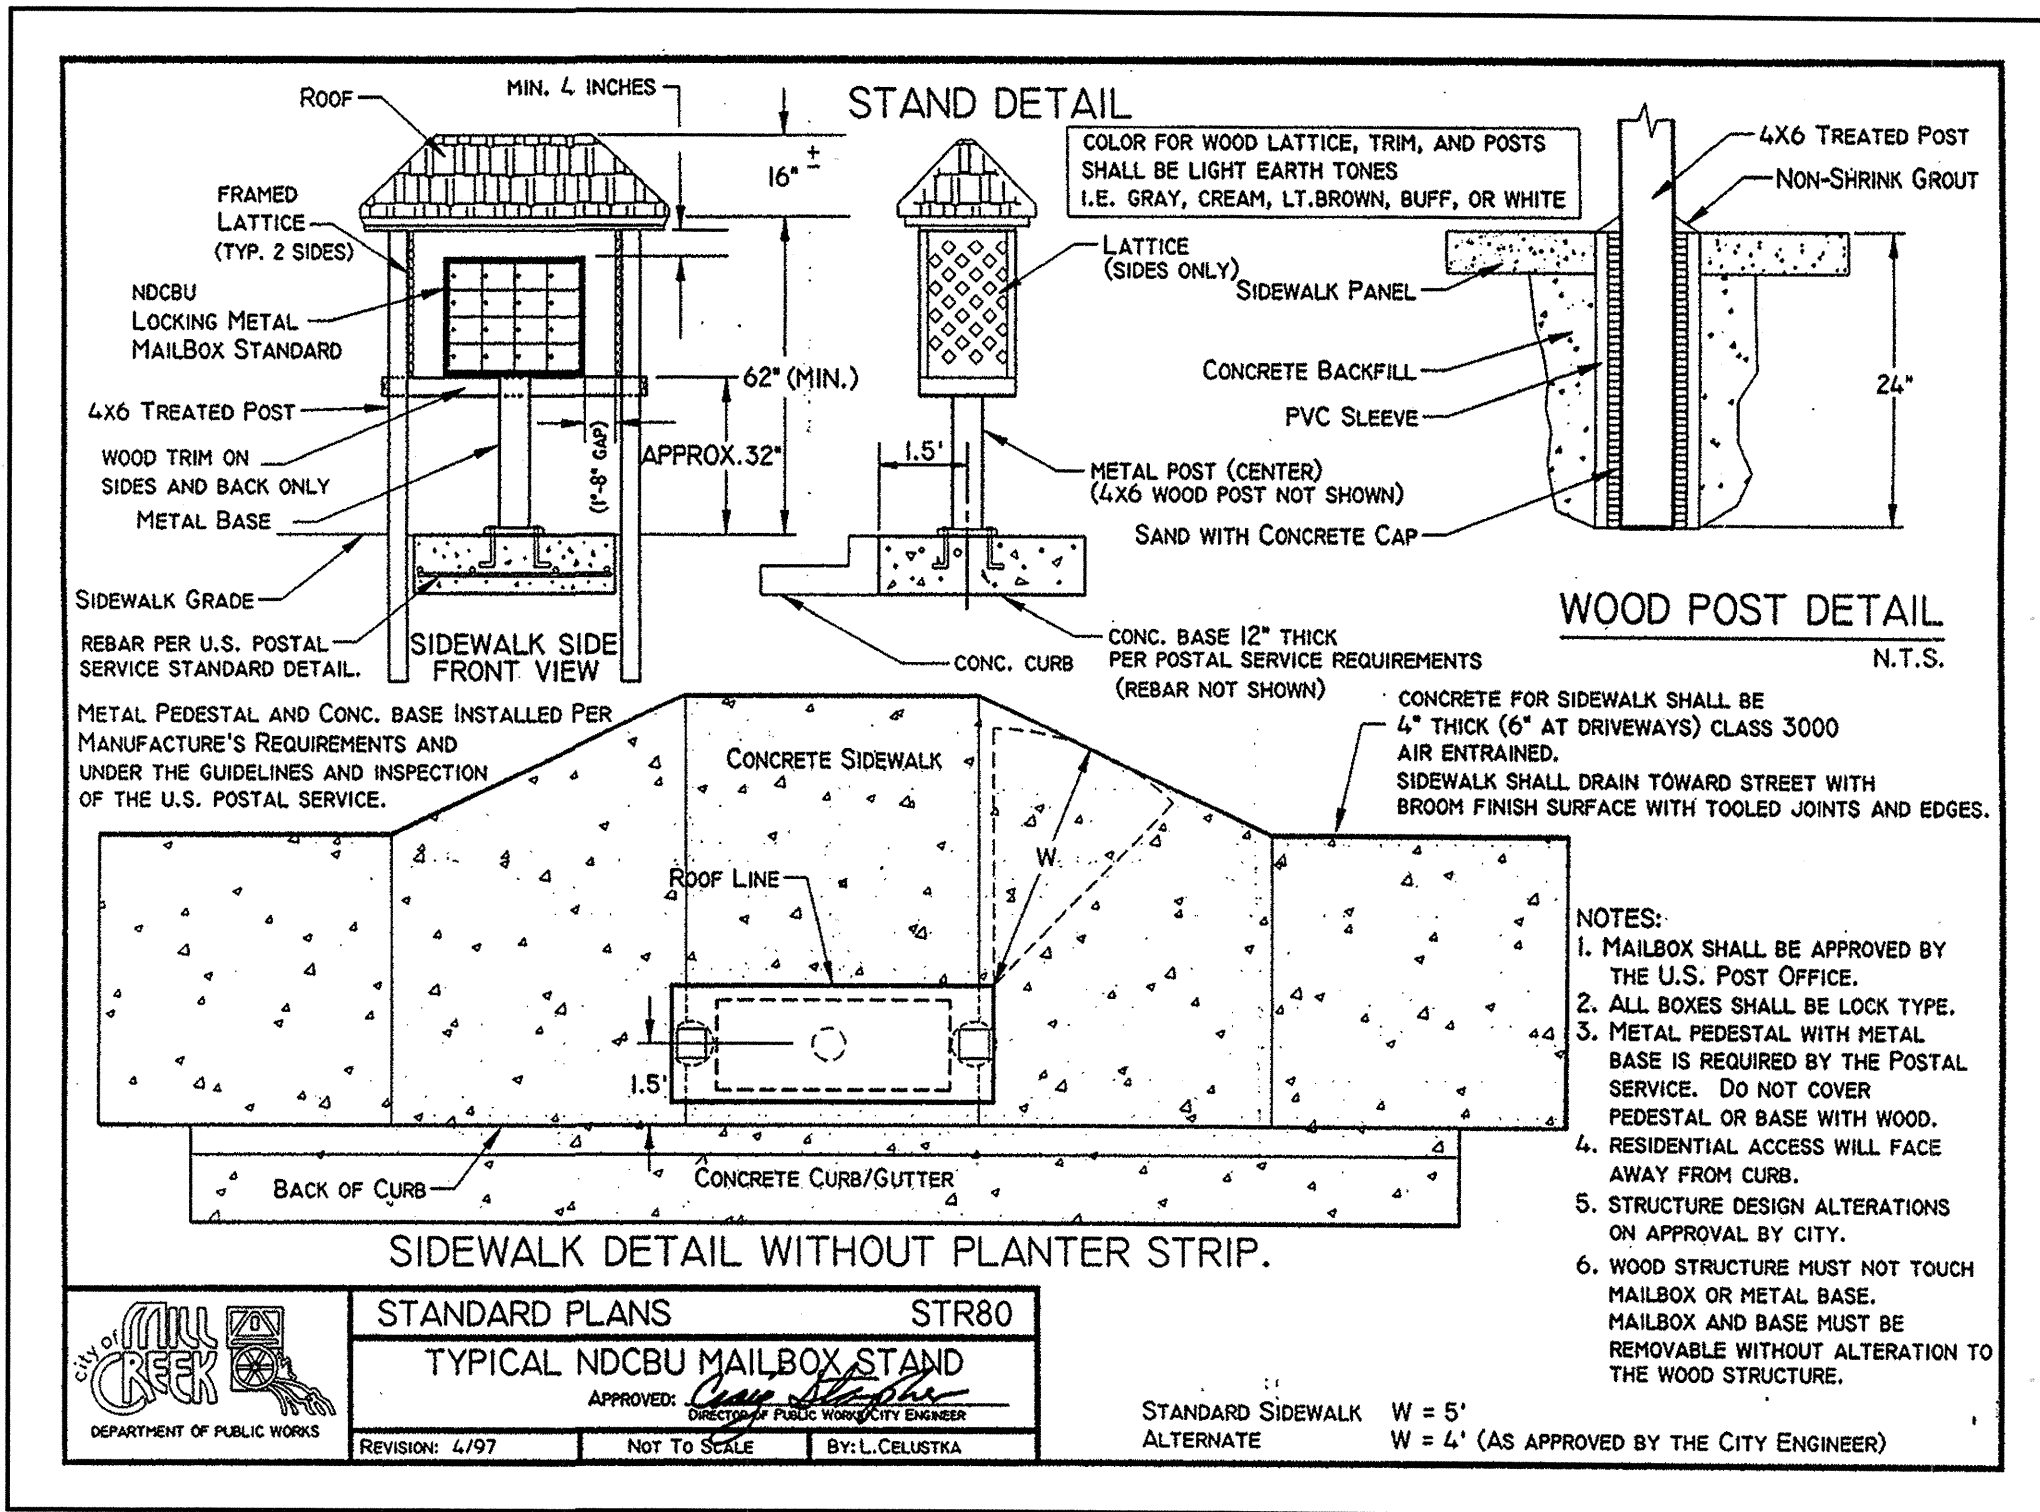 STAND DETAIL
ROOF
MIN. 4 INCHES
16" ±
FRAMED
LATTICE
(TYP. 2 SIDES)
NDCBU
LOCKING METAL
MAILBOX STANDARD
4X6 TREATED POST
WOOD TRIM ON
SIDES AND BACK ONLY
METAL BASE
SIDEWALK GRADE
REBAR PER U.S. POSTAL
SERVICE STANDARD DETAIL.
62" (MIN.)
APPROX. 32"
(1"-8" GAP)
SIDEWALK SIDE
FRONT VIEW
COLOR FOR WOOD LATTICE, TRIM, AND POSTS
SHALL BE LIGHT EARTH TONES
I.E. GRAY, CREAM, LT.BROWN, BUFF, OR WHITE
LATTICE
(SIDES ONLY)
1.5'
METAL POST (CENTER)
(4X6 WOOD POST NOT SHOWN)
CONC. CURB
CONC. BASE 12" THICK
PER POSTAL SERVICE REQUIREMENTS
(REBAR NOT SHOWN)
4X6 TREATED POST
NON-SHRINK GROUT
SIDEWALK PANEL
CONCRETE BACKFILL
PVC SLEEVE
SAND WITH CONCRETE CAP
24"
WOOD POST DETAIL
N.T.S.
METAL PEDESTAL AND CONC. BASE INSTALLED PER
MANUFACTURE'S REQUIREMENTS AND
UNDER THE GUIDELINES AND INSPECTION
OF THE U.S. POSTAL SERVICE.
CONCRETE SIDEWALK
CONCRETE FOR SIDEWALK SHALL BE
4" THICK (6" AT DRIVEWAYS) CLASS 3000
AIR ENTRAINED.
SIDEWALK SHALL DRAIN TOWARD STREET WITH
BROOM FINISH SURFACE WITH TOOLED JOINTS AND EDGES.
W
ROOF LINE
1.5'
BACK OF CURB
CONCRETE CURB/GUTTER
SIDEWALK DETAIL WITHOUT PLANTER STRIP.
NOTES:
1. MAILBOX SHALL BE APPROVED BY
THE U.S. POST OFFICE.
2. ALL BOXES SHALL BE LOCK TYPE.
3. METAL PEDESTAL WITH METAL
BASE IS REQUIRED BY THE POSTAL
SERVICE. DO NOT COVER
PEDESTAL OR BASE WITH WOOD.
4. RESIDENTIAL ACCESS WILL FACE
AWAY FROM CURB.
5. STRUCTURE DESIGN ALTERATIONS
ON APPROVAL BY CITY.
6. WOOD STRUCTURE MUST NOT TOUCH
MAILBOX OR METAL BASE.
MAILBOX AND BASE MUST BE
REMOVABLE WITHOUT ALTERATION TO
THE WOOD STRUCTURE.
STANDARD SIDEWALK W = 5'
ALTERNATE W = 4' (AS APPROVED BY THE CITY ENGINEER)
City of MILL CREEK
DEPARTMENT OF PUBLIC WORKS
STANDARD PLANS STR80
TYPICAL NDCBU MAILBOX STAND
APPROVED:
DIRECTOR OF PUBLIC WORKS/CITY ENGINEER
REVISION: 4/97
NOT TO SCALE
BY: L.CELUSTKA